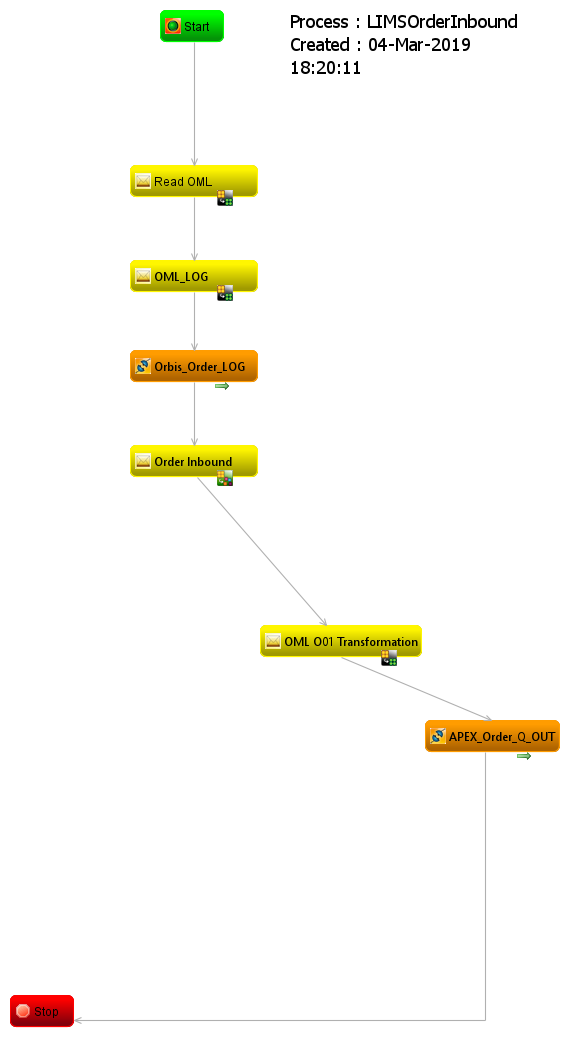 Start
Process : LIMSOrderInbound
Created : 04-Mar-2019
18:20:11
Read OML
OML_LOG
Orbis_Order_LOG
Order Inbound
OML O01 Transformation
APEX_Order_Q_OUT
Stop